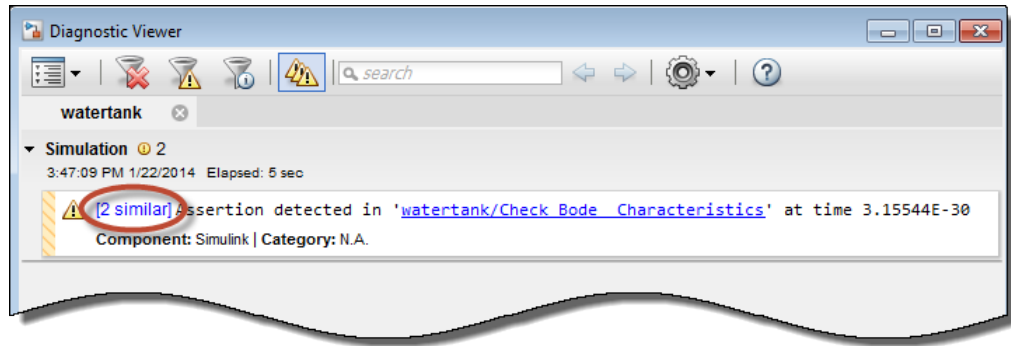 Diagnostic Viewer
search
watertank
Simulation 2
3:47:09 PM 1/22/2014 Elapsed: 5 sec
[2 similar] Assertion detected in 'watertank/Check Bode Characteristics' at time 3.15544E-30
Component: Simulink | Category: N.A.